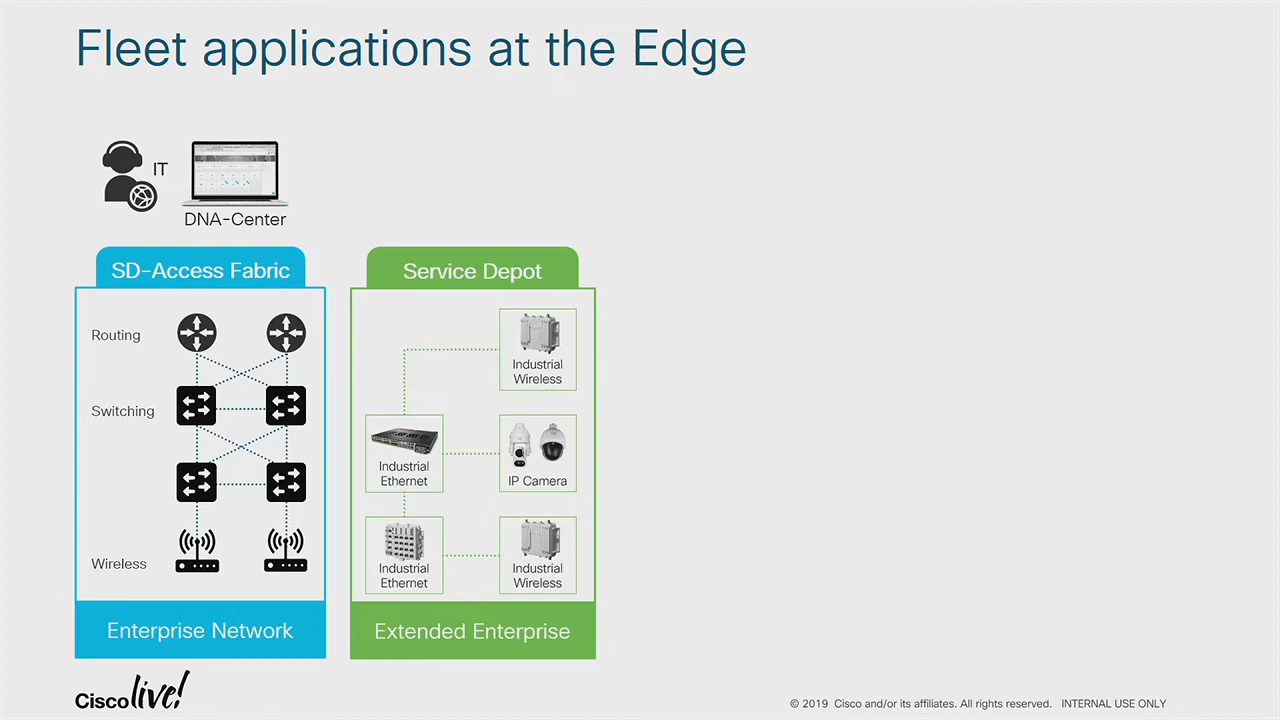 Fleet applications at the Edge
IT
DNA-Center
SD-Access Fabric
Routing
Switching
Wireless
Enterprise Network
Service Depot
Industrial
Wireless
Industrial
Ethernet
IP Camera
Industrial
Ethernet
Industrial
Wireless
Extended Enterprise
Cisco live!
© 2019 Cisco and/or its affiliates. All rights reserved. INTERNAL USE ONLY